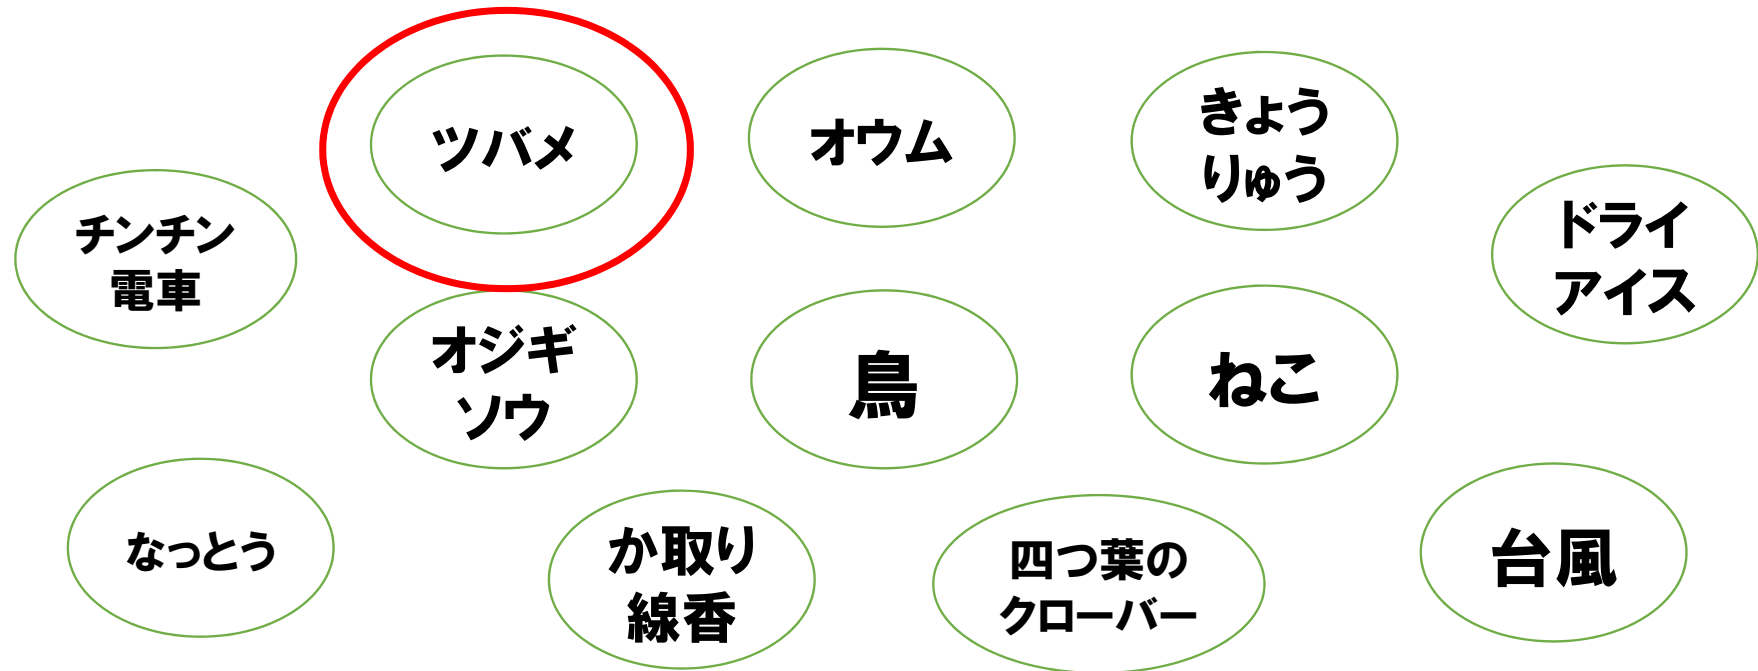 ツバメ
オウム
きょう
りゅう
チンチン
電車
ドライ
アイス
オジギ
ソウ
鳥
ねこ
なっとう
か取り
線香
四つ葉の
クローバー
台風